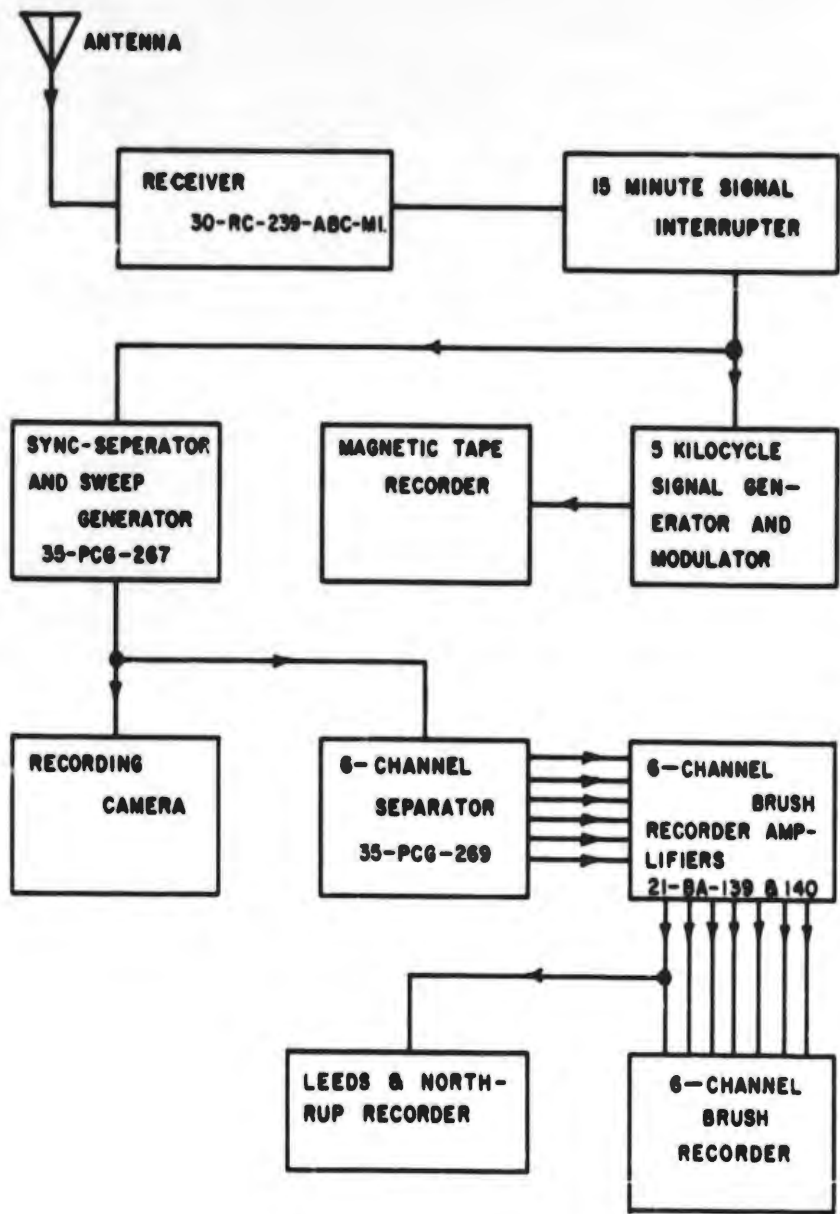 ANTENNA
RECEIVER
30-RC-239-ABC-M1.
15 MINUTE SIGNAL
INTERRUPTER
SYNC-SEPERATOR
AND SWEEP
GENERATOR
35-PCG-267
MAGNETIC TAPE
RECORDER
5 KILOCYCLE
SIGNAL GEN-
ERATOR AND
MODULATOR
RECORDING
CAMERA
6-CHANNEL
SEPARATOR
35-PCG-269
6-CHANNEL
BRUSH
RECORDER AMP-
LIFIERS
21-BA-139 & 140
LEEDS & NORTH-
RUP RECORDER
6-CHANNEL
BRUSH
RECORDER